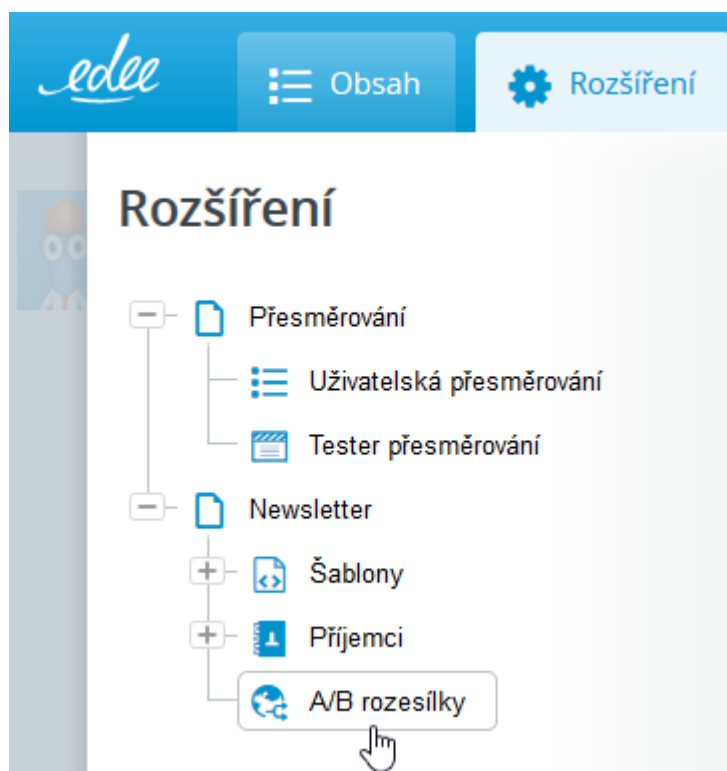 edee
Obsah
Rozšíření
Rozšíření
Přesměrování
Uživatelská přesměrování
Tester přesměrování
Newsletter
Šablony
Příjemci
A/B rozesílky